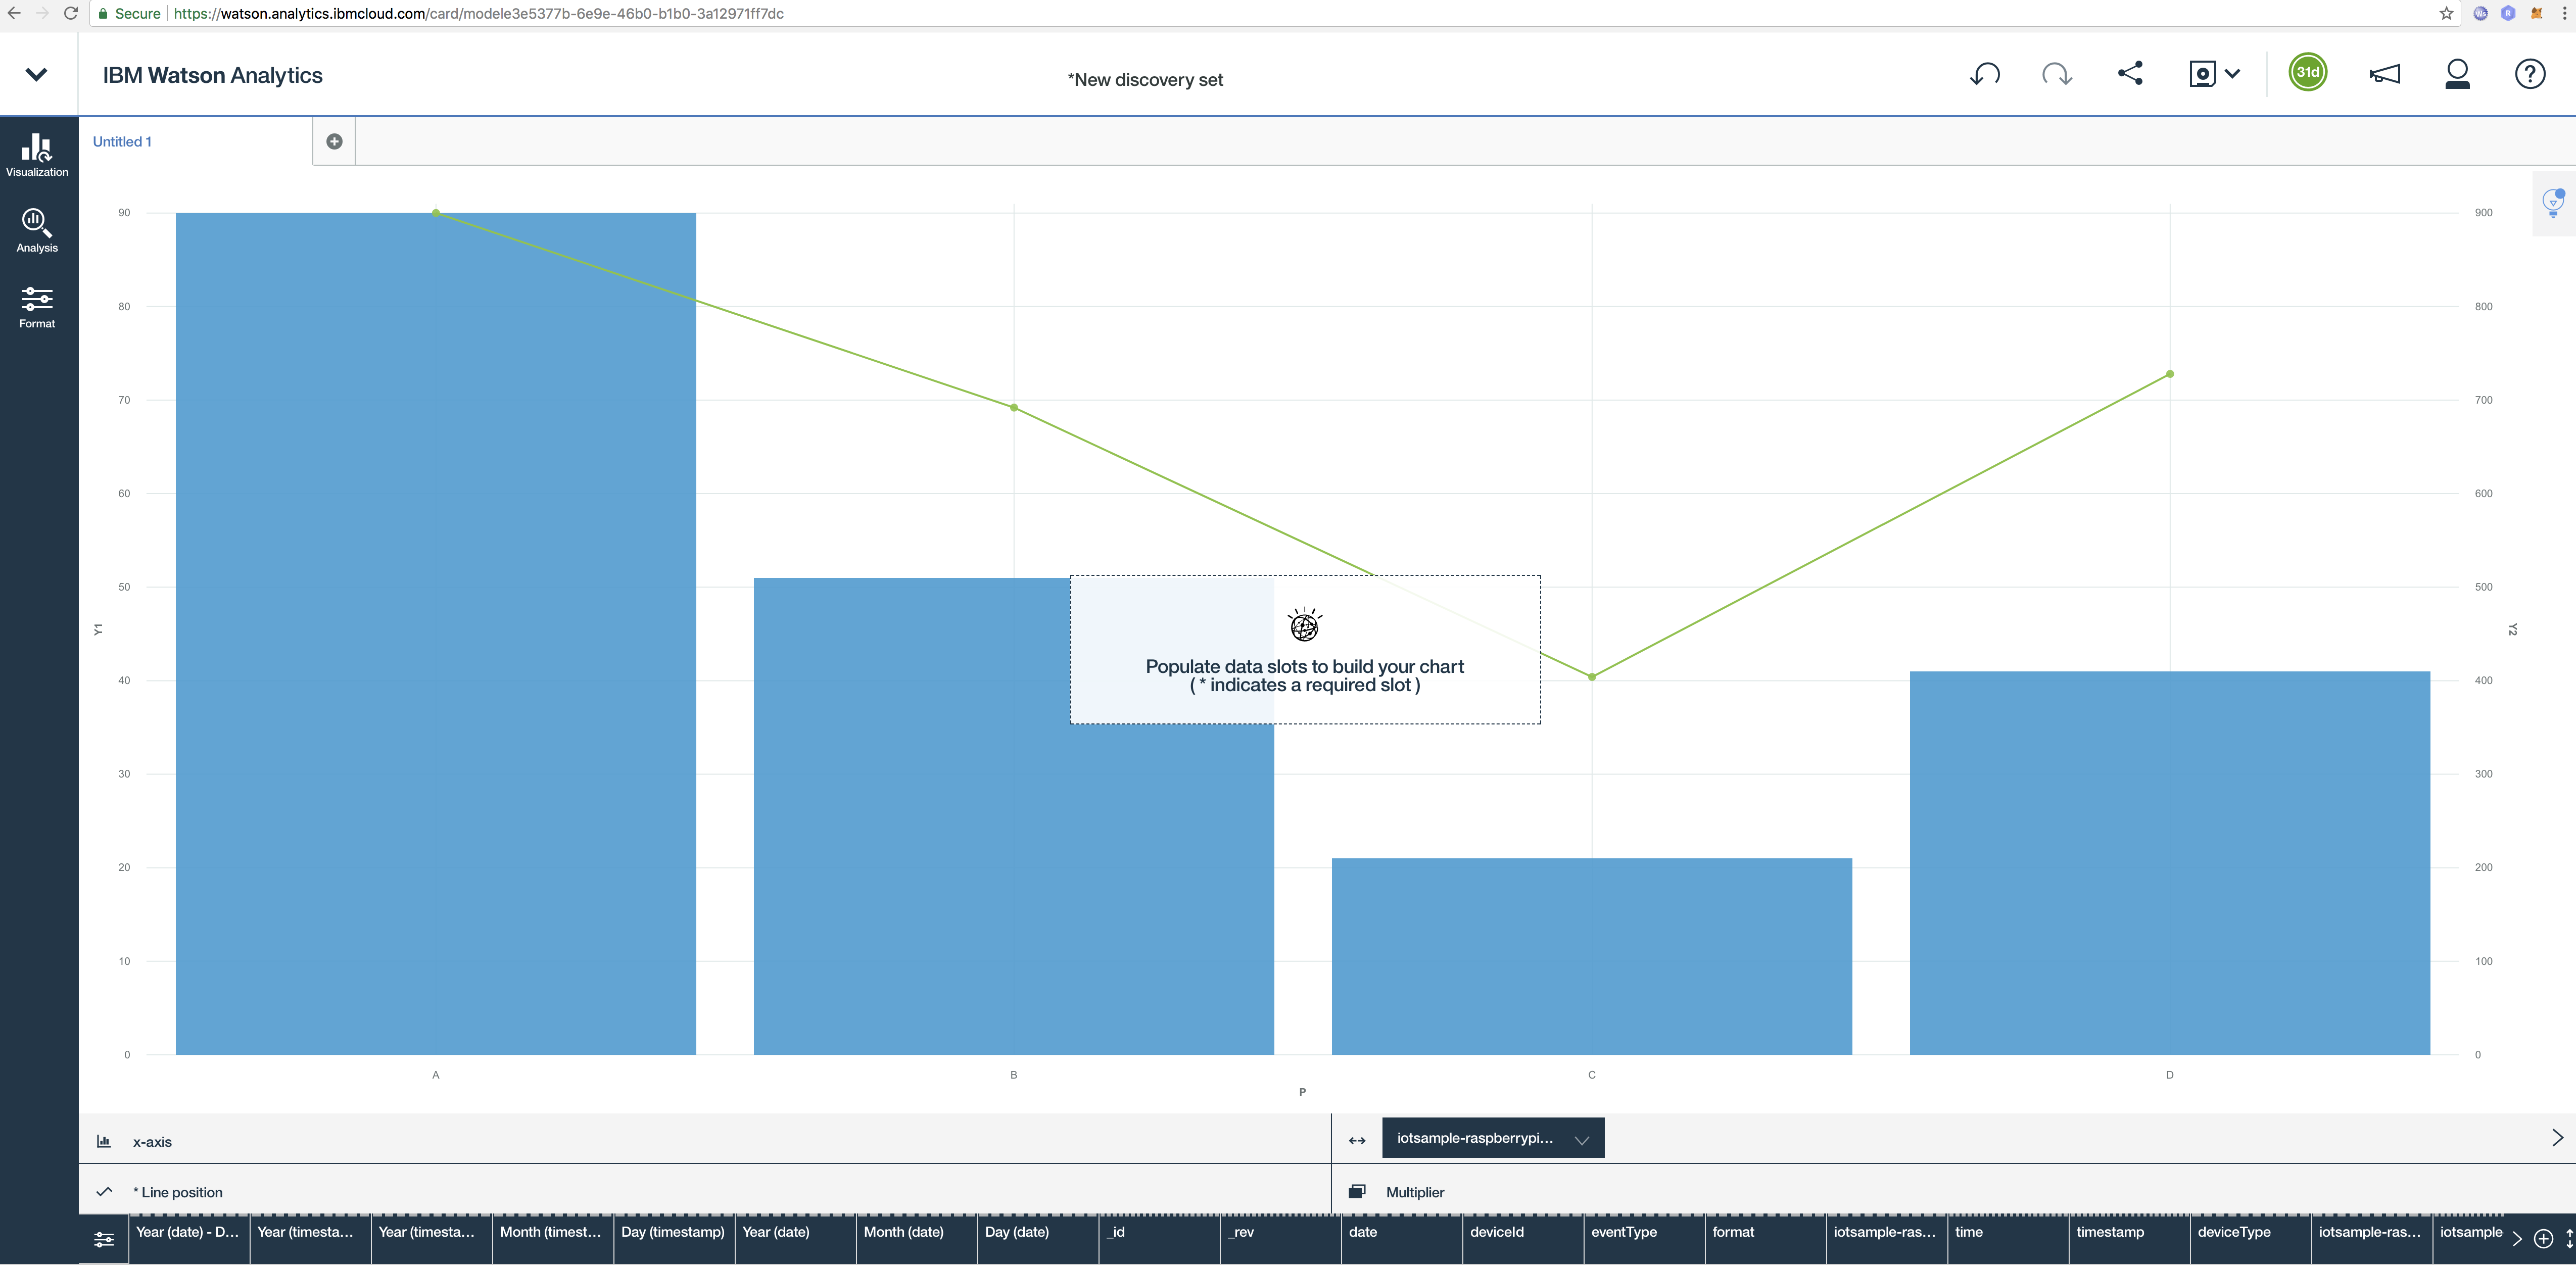 Secure https://watson.analytics.ibmcloud.com/card/modele3e5377b-6e9e-46b0-b1b0-3a12971ff7dc
IBM Watson Analytics
*New discovery set
31d
?
Untitled 1
Visualization
Analysis
Format
90
80
70
60
50
40
30
20
10
0
Y1
900
800
700
600
500
400
300
200
100
0
Y2
Populate data slots to build your chart
( * indicates a required slot )
A B C D
P
x-axis
iotsample-raspberrypi...
* Line position
Multiplier
Year (date) - D... Year (timesta... Year (timesta... Month (timest... Day (timestamp) Year (date) Month (date) Day (date) _id _rev date deviceId eventType format iotsample-ras... time timestamp deviceType iotsample-ras... iotsample